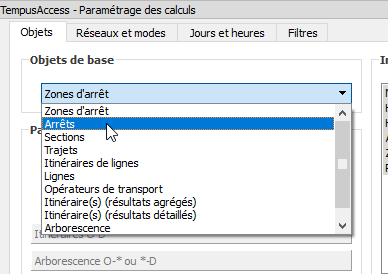 TempusAccess - Paramétrage des calculs
Objets Réseaux et modes Jours et heures Filtres
Objets de base
Zones d'arrêt
Zones d'arrêt
Arrêts
Sections
Trajets
Itinéraires de lignes
Lignes
Opérateurs de transport
Itinéraire(s) (résultats agrégés)
Itinéraire(s) (résultats détaillés)
Arborescence
Itinéraires O-D
Arborescence O-* ou *-D